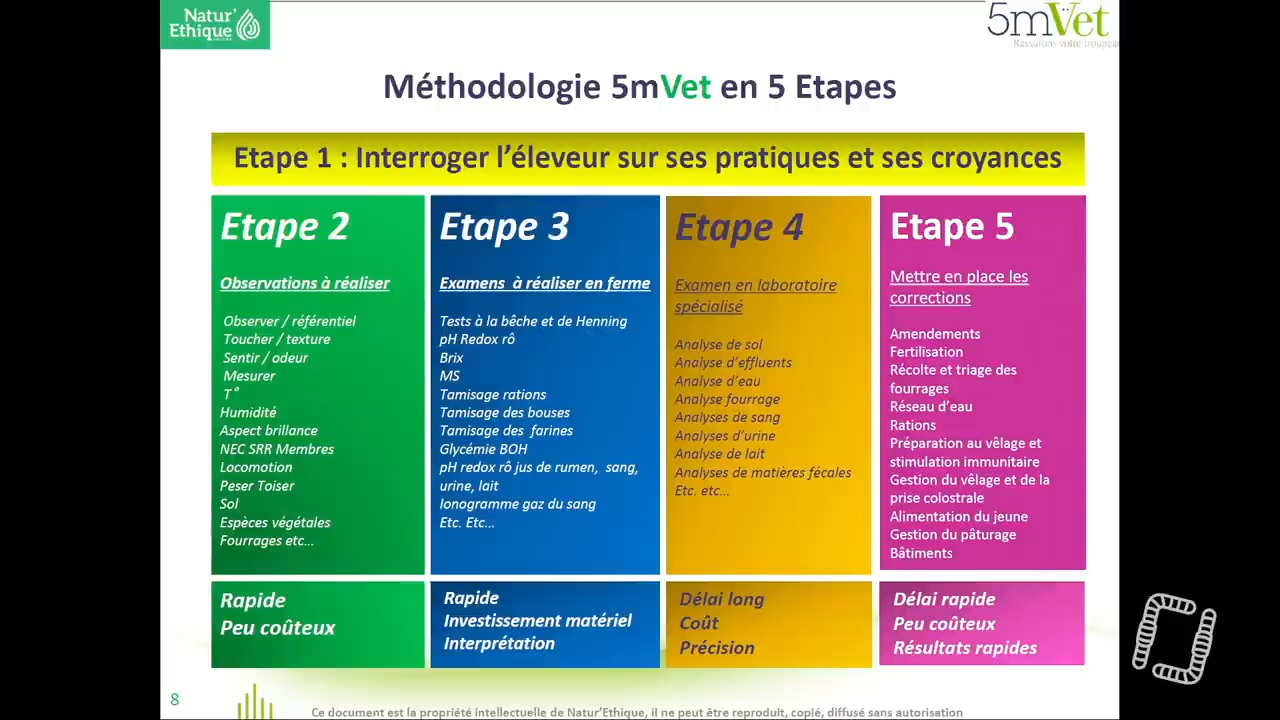 Natur'
Ethique
5mVet
Rassurons votre troupeau
Méthodologie 5mVet en 5 Etapes
Etape 1 : Interroger l'éleveur sur ses pratiques et ses croyances
Etape 2
Observations à réaliser
Observer / référentiel
Toucher / texture
Sentir / odeur
Mesurer
T°
Humidité
Aspect brillance
NEC SRR Membres
Locomotion
Peser Toiser
Sol
Espèces végétales
Fourrages etc...
Rapide
Peu coûteux
Etape 3
Examens à réaliser en ferme
Tests à la bêche et de Henning
pH Redox rô
Brix
MS
Tamisage rations
Tamisage des bouses
Tamisage des farines
Glycémie BOH
pH redox rô jus de rumen, sang,
urine, lait
Ionogramme gaz du sang
Etc. Etc...
Rapide
Investissement matériel
Interprétation
Etape 4
Examen en laboratoire
spécialisé
Analyse de sol
Analyse d'effluents
Analyse d'eau
Analyse fourrage
Analyses de sang
Analyses d'urine
Analyse de lait
Analyses de matières fécales
Etc. etc...
Délai long
Coût
Précision
Etape 5
Mettre en place les
corrections
Amendements
Fertilisation
Récolte et triage des
fourrages
Réseau d'eau
Rations
Préparation au vêlage et
stimulation immunitaire
Gestion du vêlage et de la
prise colostrale
Alimentation du jeune
Gestion du pâturage
Bâtiments
Délai rapide
Peu coûteux
Résultats rapides
8
Ce document est la propriété intellectuelle de Natur'Ethique, il ne peut être reproduit, copié, diffusé sans autorisation